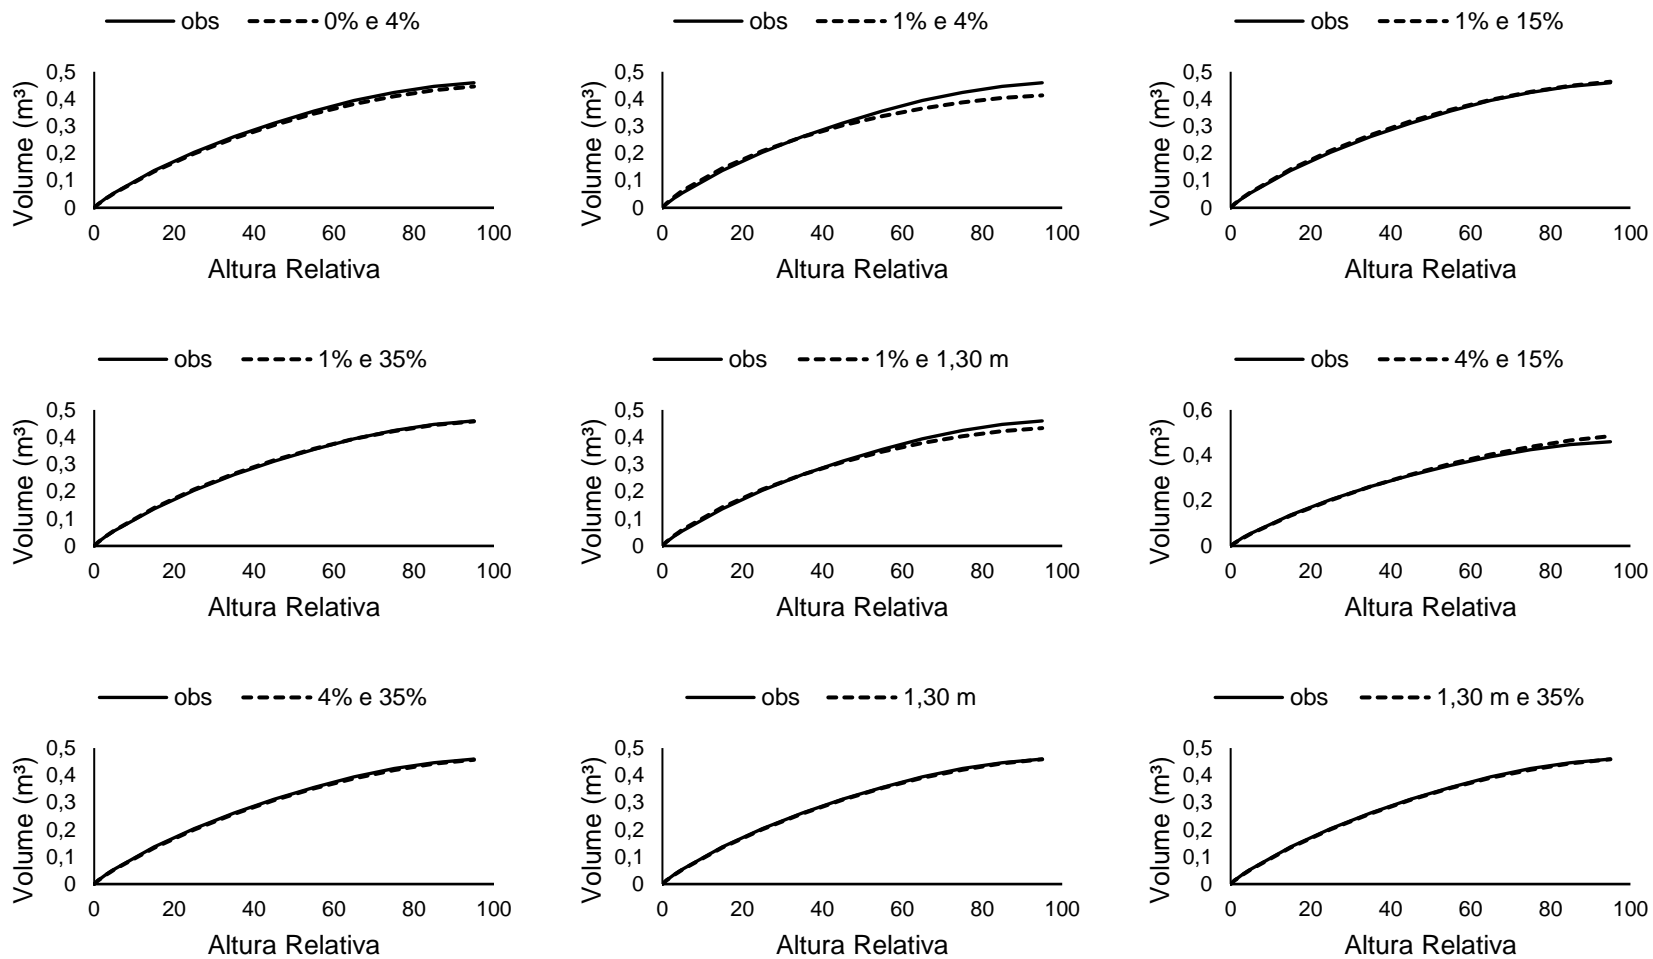 obs 0% e 4%
0,5
0,4
0,3
0,2
0,1
0
Volume (m³)
0 20 40 60 80 100
Altura Relativa
obs 1% e 4%
0,5
0,4
0,3
0,2
0,1
0
Volume (m³)
0 20 40 60 80 100
Altura Relativa
obs 1% e 15%
0,5
0,4
0,3
0,2
0,1
0
Volume (m³)
0 20 40 60 80 100
Altura Relativa
obs 1% e 35%
0,5
0,4
0,3
0,2
0,1
0
Volume (m³)
0 20 40 60 80 100
Altura Relativa
obs 1% e 1,30 m
0,5
0,4
0,3
0,2
0,1
0
Volume (m³)
0 20 40 60 80 100
Altura Relativa
obs 4% e 15%
0,6
0,4
0,2
0
Volume (m³)
0 20 40 60 80 100
Altura Relativa
obs 4% e 35%
0,5
0,4
0,3
0,2
0,1
0
Volume (m³)
0 20 40 60 80 100
Altura Relativa
obs 1,30 m
0,5
0,4
0,3
0,2
0,1
0
Volume (m³)
0 20 40 60 80 100
Altura Relativa
obs 1,30 m e 35%
0,5
0,4
0,3
0,2
0,1
0
Volume (m³)
0 20 40 60 80 100
Altura Relativa